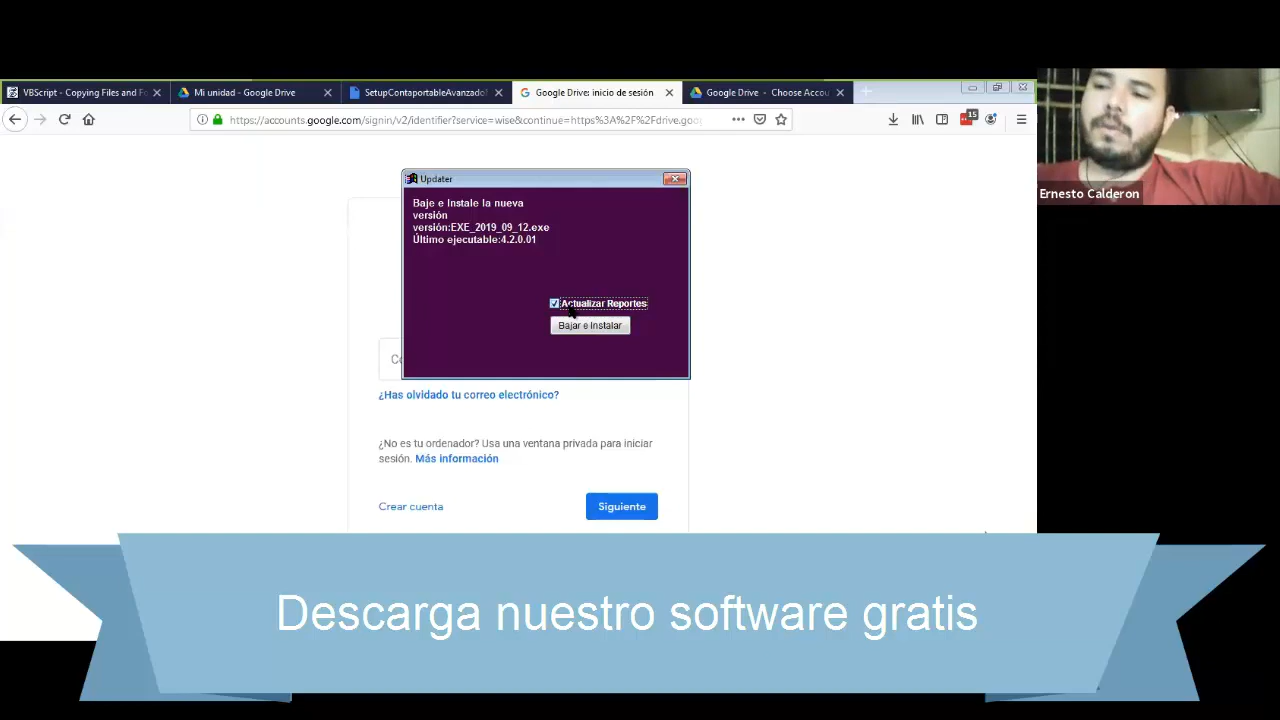 VBScript - Copying Files and Fo
Mi unidad - Google Drive
SetupContaportableAvanzado
Google Drive: inicio de sesión
Google Drive - Choose Accou
https://accounts.google.com/signin/v2/identifier?service=wise&continue=https%3A%2F%2Fdrive.goo
15
Ernesto Calderon
Updater
Baje e Instale la nueva
versión
versión:EXE_2019_09_12.exe
Último ejecutable:4.2.0.01
Actualizar Reportes
Bajar e Instalar
¿Has olvidado tu correo electrónico?
¿No es tu ordenador? Usa una ventana privada para iniciar
sesión. Más información
Crear cuenta
Siguiente
Descarga nuestro software gratis